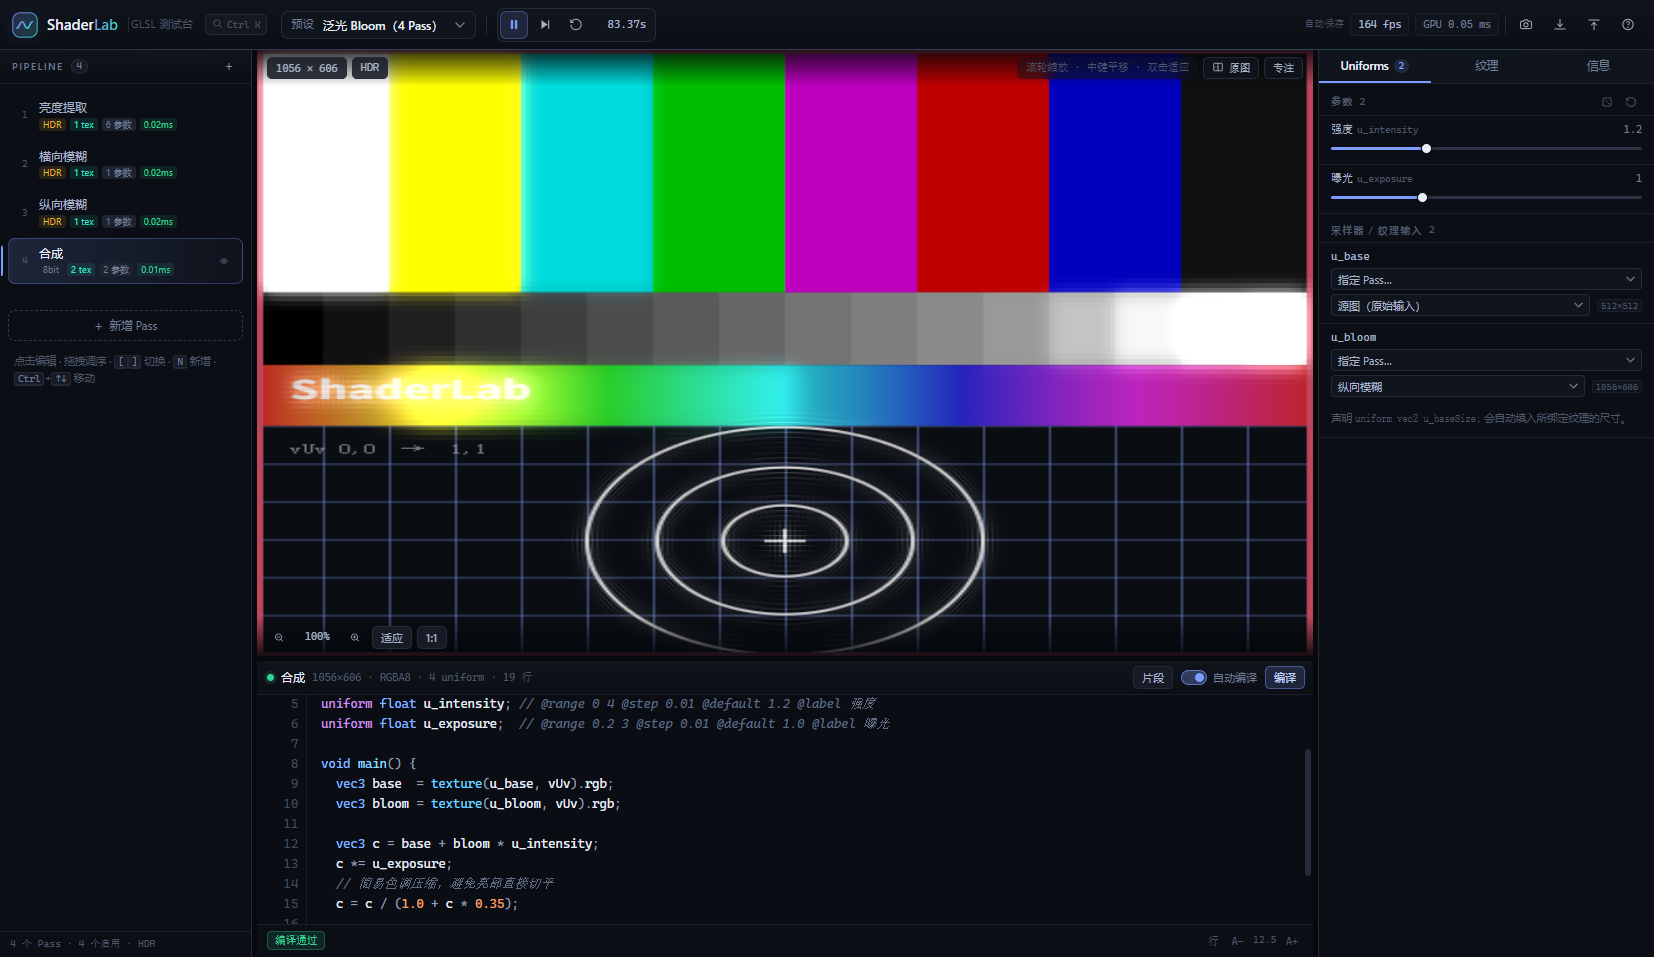 ShaderLab GLSL 测试台 Ctrl K 预设 泛光 Bloom (4 Pass) 83.37s 自动保存 164 fps GPU 0.05 ms
PIPELINE 4 +
1 亮度提取
HDR 1 tex 6 参数 0.02ms
2 横向模糊
HDR 1 tex 1 参数 0.02ms
3 纵向模糊
HDR 1 tex 1 参数 0.02ms
4 合成
8bit 2 tex 2 参数 0.01ms
+ 新增 Pass
点击编辑 · 拖拽调序 · [ ] 切换 · N 新增 ·
Ctrl + ↑↓ 移动
4 个 Pass · 4 个启用 · HDR
1056 × 606 HDR 滚轮缩放 · 中键平移 · 双击适应 原图 专注
ShaderLab
vUv 0,0 → 1,1
100% 适应 1:1
合成 1056×606 · RGBA8 · 4 uniform · 19 行 片段 自动编译 编译
5 uniform float u_intensity; // @range 0 4 @step 0.01 @default 1.2 @label 强度
6 uniform float u_exposure; // @range 0.2 3 @step 0.01 @default 1.0 @label 曝光
7
8 void main() {
9 vec3 base = texture(u_base, vUv).rgb;
10 vec3 bloom = texture(u_bloom, vUv).rgb;
11
12 vec3 c = base + bloom * u_intensity;
13 c *= u_exposure;
14 // 简易色调压缩，避免亮部直接切平
15 c = c / (1.0 + c * 0.35);
16
编译通过 行 A− 12.5 A+
Uniforms 2 纹理 信息
参数 2
强度 u_intensity 1.2
曝光 u_exposure 1
采样器 / 纹理输入 2
u_base
指定 Pass...
源图（原始输入） 512×512
u_bloom
指定 Pass...
纵向模糊 1056×606
声明 uniform vec2 u_baseSize; 会自动填入所绑定纹理的尺寸。